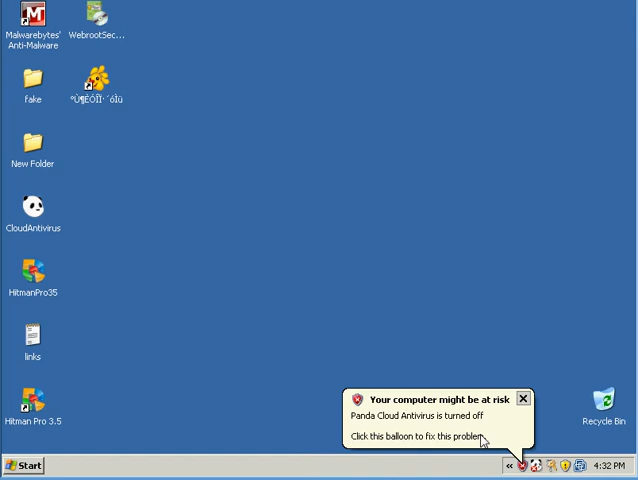 Malwarebytes'
Anti-Malware
WebrootSec...
fake
°Ù¶ÈÓÎÏ·´óÌü
New Folder
CloudAntivirus
HitmanPro35
links
Hitman Pro 3.5
Your computer might be at risk
Panda Cloud Antivirus is turned off
Click this balloon to fix this problem
Recycle Bin
Start
«
4:32 PM